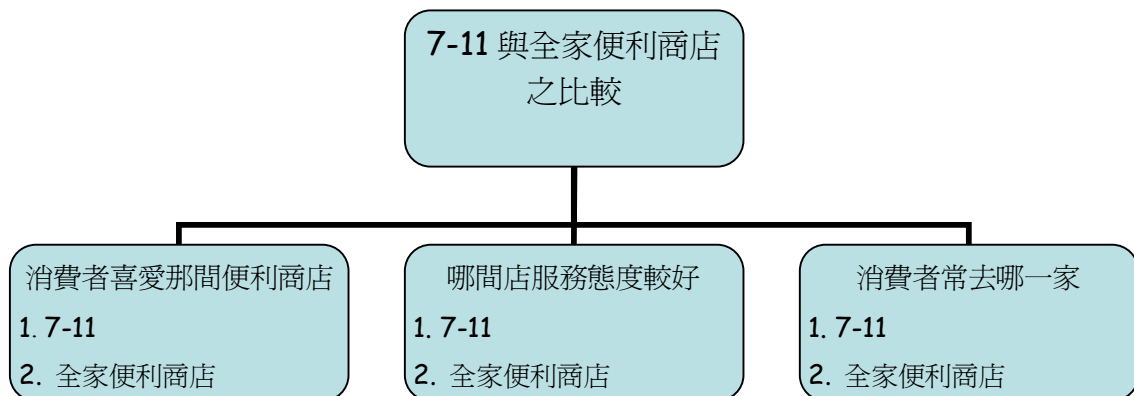 7-11 與全家便利商店
之比較
消費者喜愛那間便利商店
1. 7-11
2. 全家便利商店
哪間店服務態度較好
1. 7-11
2. 全家便利商店
消費者常去哪一家
1. 7-11
2. 全家便利商店